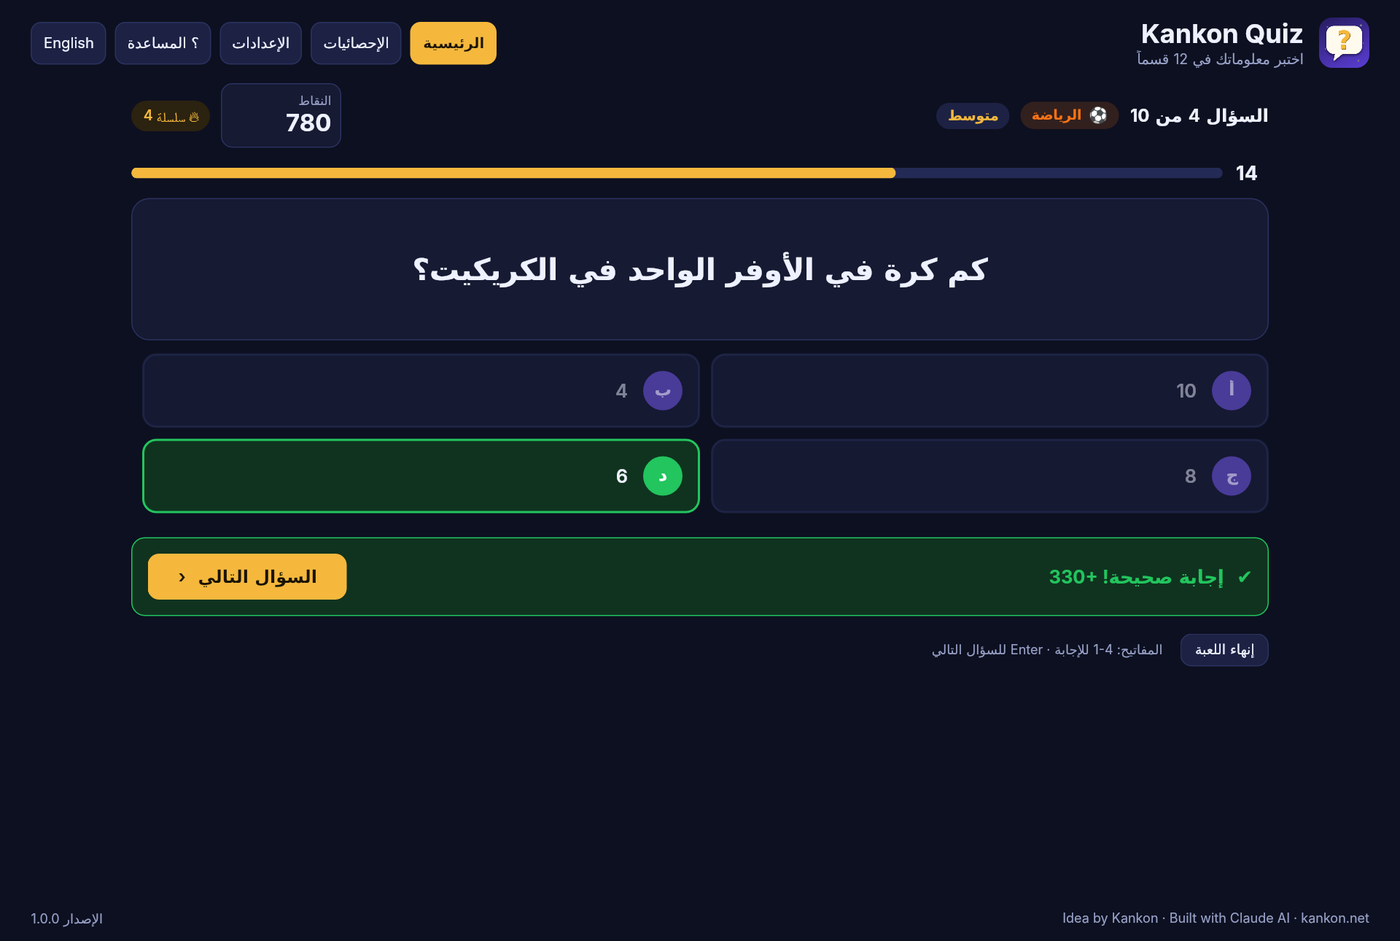 Kankon Quiz
اختبر معلوماتك في 12 قسماً
الرئيسية
الإحصائيات
الإعدادات
؟ المساعدة
English
السؤال 4 من 10
الرياضة
متوسط
النقاط
780
سلسلة 4
14
كم كرة في الأوفر الواحد في الكريكيت؟
أ 10
ب 4
ج 8
د 6
✔ إجابة صحيحة! +330
السؤال التالي ›
إنهاء اللعبة
المفاتيح: 1-4 للإجابة · Enter للسؤال التالي
Idea by Kankon · Built with Claude AI · kankon.net
الإصدار 1.0.0